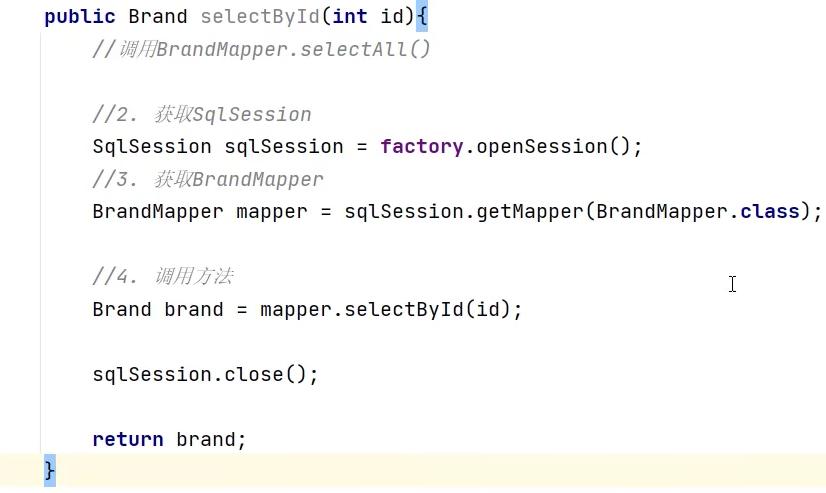 public Brand selectById(int id){
//调用BrandMapper.selectAll()
//2. 获取SqlSession
SqlSession sqlSession = factory.openSession();
//3. 获取BrandMapper
BrandMapper mapper = sqlSession.getMapper(BrandMapper.class);
//4. 调用方法
Brand brand = mapper.selectById(id);
sqlSession.close();
return brand;
}